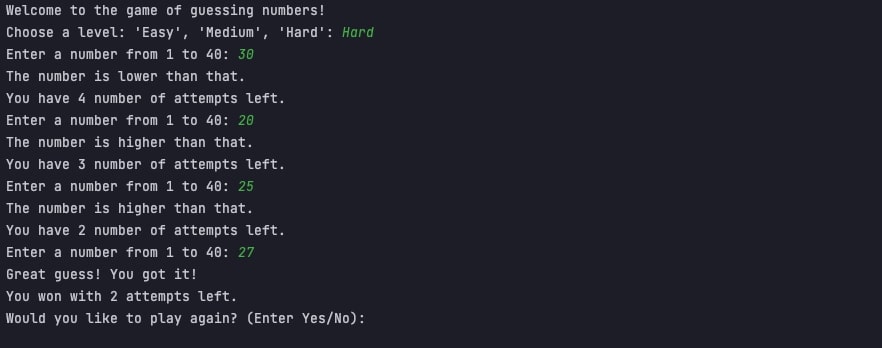 Welcome to the game of guessing numbers!
Choose a level: 'Easy', 'Medium', 'Hard': Hard
Enter a number from 1 to 40: 30
The number is lower than that.
You have 4 number of attempts left.
Enter a number from 1 to 40: 20
The number is higher than that.
You have 3 number of attempts left.
Enter a number from 1 to 40: 25
The number is higher than that.
You have 2 number of attempts left.
Enter a number from 1 to 40: 27
Great guess! You got it!
You won with 2 attempts left.
Would you like to play again? (Enter Yes/No):